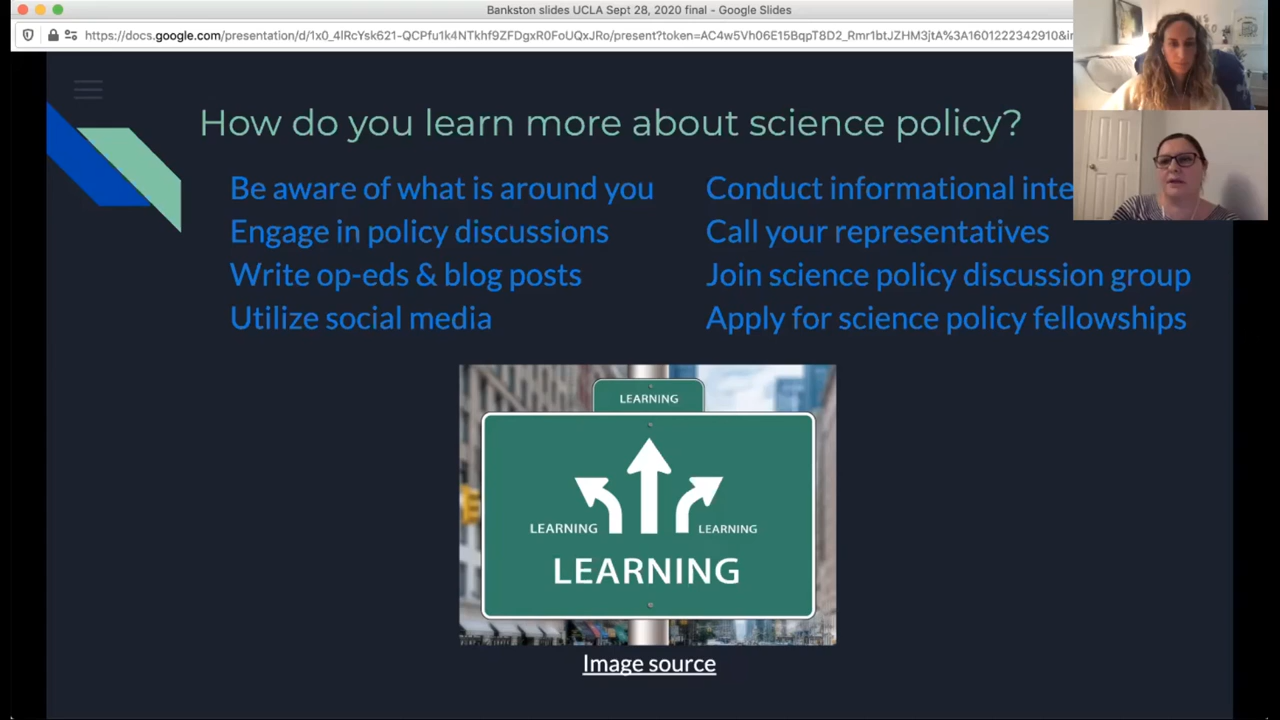 Bankston slides UCLA Sept 28, 2020 final - Google Slides
https://docs.google.com/presentation/d/1x0_4lRcYsk621-QCPfu1k4NTkhf9ZFDgxR0FoUQxJRo/present?token=AC4w5Vh06E15BqpT8D2_Rmr1btJZHM3jtA%3A1601222342910&i
How do you learn more about science policy?
Be aware of what is around you
Engage in policy discussions
Write op-eds & blog posts
Utilize social media
Conduct informational inte
Call your representatives
Join science policy discussion group
Apply for science policy fellowships
LEARNING
LEARNING
LEARNING
LEARNING
Image source